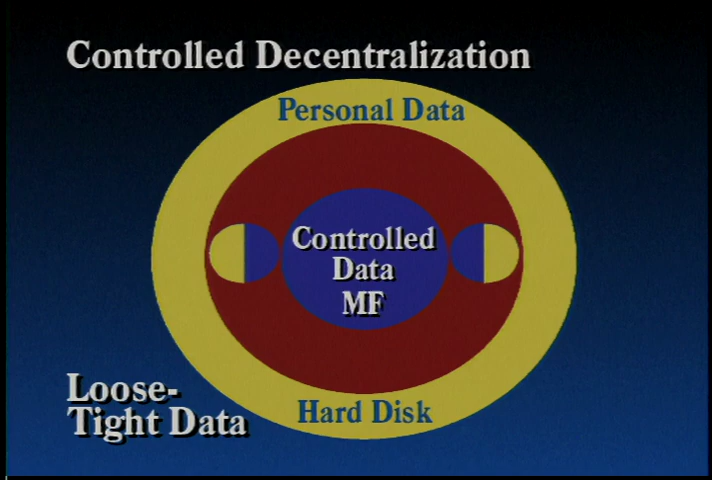 Controlled Decentralization
Personal Data
Controlled
Data
MF
Loose-
Tight Data
Hard Disk